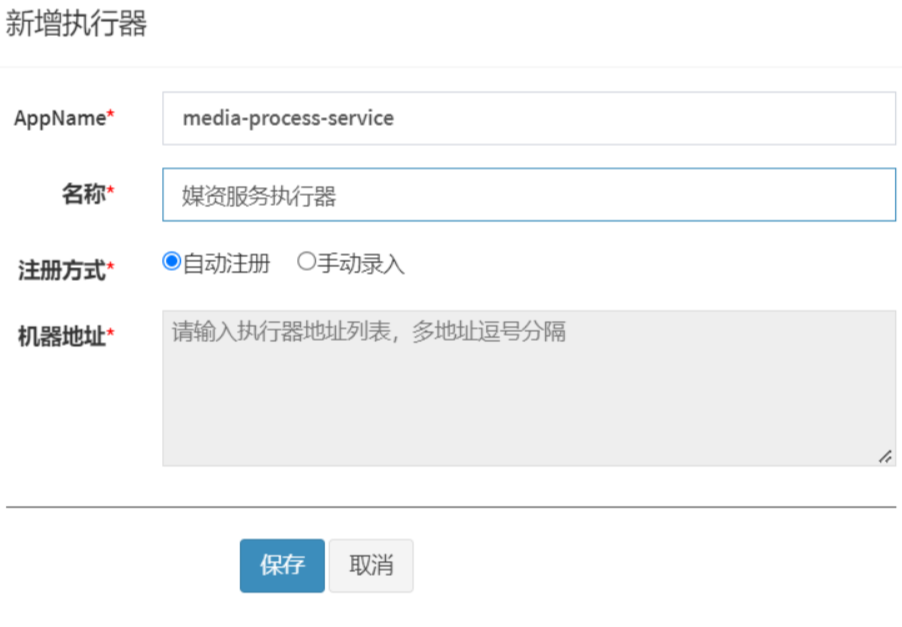 新增执行器
AppName* media-process-service
名称* 媒资服务执行器
注册方式* 自动注册 手动录入
机器地址* 请输入执行器地址列表，多地址逗号分隔
保存 取消